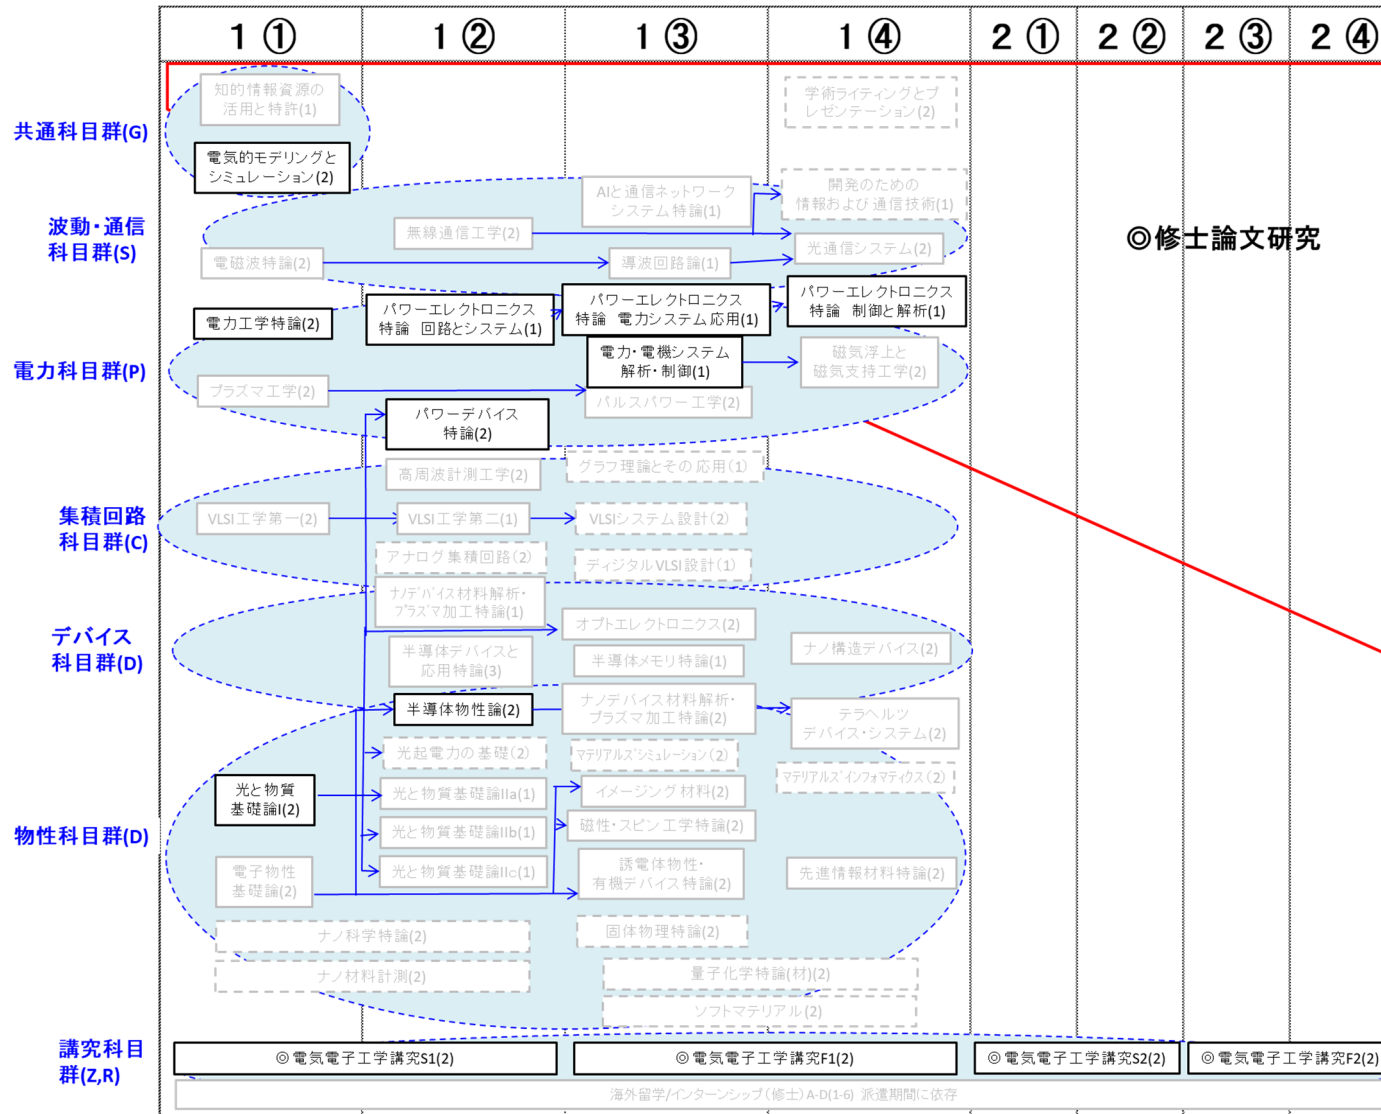 1 ①
1 ②
1 ③
1 ④
2 ①
2 ②
2 ③
2 ④
共通科目群(G)
知的情報資源の
活用と特許(1)
学術ライティングとプ
レゼンテーション(2)
電気的モデリングと
シミュレーション(2)
波動・通信
科目群(S)
AIと通信ネットワーク
システム特論(1)
開発のための
情報および通信技術(1)
無線通信工学(2)
光通信システム(2)
電磁波特論(2)
導波回路論(1)
◎修士論文研究
電力科目群(P)
電力工学特論(2)
パワーエレクトロニクス
特論 回路とシステム(1)
パワーエレクトロニクス
特論 電力システム応用(1)
パワーエレクトロニクス
特論 制御と解析(1)
電力・電機システム
解析・制御(1)
磁気浮上と
磁気支持工学(2)
プラズマ工学(2)
パルスパワー工学(2)
パワーデバイス
特論(2)
集積回路
科目群(C)
高周波計測工学(2)
グラフ理論とその応用(1)
VLSI工学第一(2)
VLSI工学第二(1)
VLSIシステム設計(2)
アナログ集積回路(2)
ディジタルVLSI設計(1)
デバイス
科目群(D)
ナノデバイス材料解析・
プラズマ加工特論(1)
オプトエレクトロニクス(2)
半導体デバイスと
応用特論(3)
半導体メモリ特論(1)
ナノ構造デバイス(2)
半導体物性論(2)
ナノデバイス材料解析・
プラズマ加工特論(2)
テラヘルツ
デバイス・システム(2)
物性科目群(D)
光起電力の基礎(2)
マテリアルズシミュレーション(2)
マテリアルズインフォマティクス(2)
光と物質
基礎論I(2)
光と物質基礎論IIa(1)
イメージング材料(2)
光と物質基礎論IIb(1)
磁性・スピン工学特論(2)
電子物性
基礎論(2)
光と物質基礎論IIc(1)
誘電体物性・
有機デバイス特論(2)
先進情報材料特論(2)
ナノ科学特論(2)
固体物理特論(2)
ナノ材料計測(2)
量子化学特論(材)(2)
ソフトマテリアル(2)
講究科目
群(Z,R)
◎電気電子工学講究S1(2)
◎電気電子工学講究F1(2)
◎電気電子工学講究S2(2)
◎電気電子工学講究F2(2)
海外留学/インターンシップ(修士)A-D(1-6) 派遣期間に依存